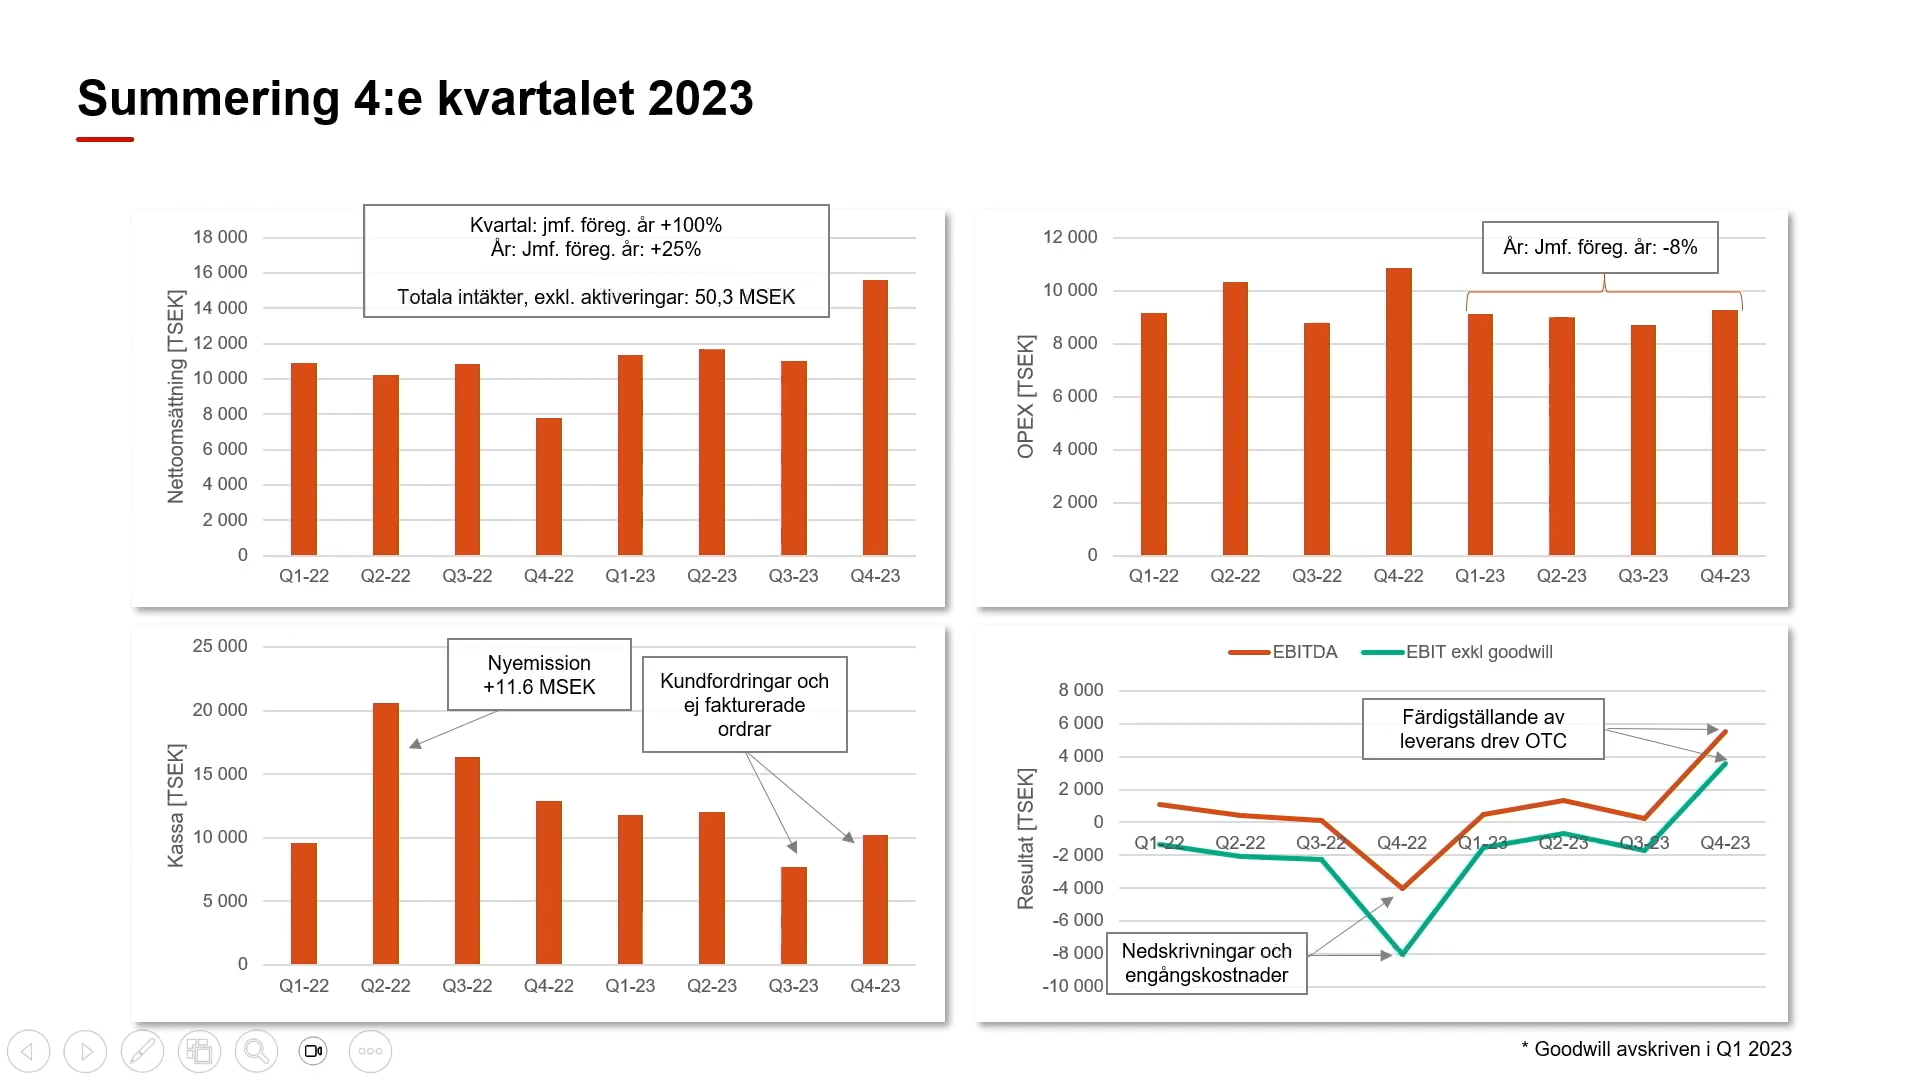 Summering 4:e kvartalet 2023
Kvartal: jmf. föreg. år +100%
År: Jmf. föreg. år: +25%
Totala intäkter, exkl. aktiveringar: 50,3 MSEK
Nettoomsättning [TSEK]
18 000
16 000
14 000
12 000
10 000
8 000
6 000
4 000
2 000
0
Q1-22 Q2-22 Q3-22 Q4-22 Q1-23 Q2-23 Q3-23 Q4-23
År: Jmf. föreg. år: -8%
OPEX [TSEK]
12 000
10 000
8 000
6 000
4 000
2 000
0
Q1-22 Q2-22 Q3-22 Q4-22 Q1-23 Q2-23 Q3-23 Q4-23
Nyemission
+11.6 MSEK
Kundfordringar och
ej fakturerade
ordrar
Kassa [TSEK]
25 000
20 000
15 000
10 000
5 000
0
Q1-22 Q2-22 Q3-22 Q4-22 Q1-23 Q2-23 Q3-23 Q4-23
EBITDA EBIT exkl goodwill
Färdigställande av
leverans drev OTC
Resultat [TSEK]
8 000
6 000
4 000
2 000
0
-2 000
-4 000
-6 000
-8 000
-10 000
Q1-22 Q2-22 Q3-22 Q4-22 Q1-23 Q2-23 Q3-23 Q4-23
Nedskrivningar och
engångskostnader
* Goodwill avskriven i Q1 2023